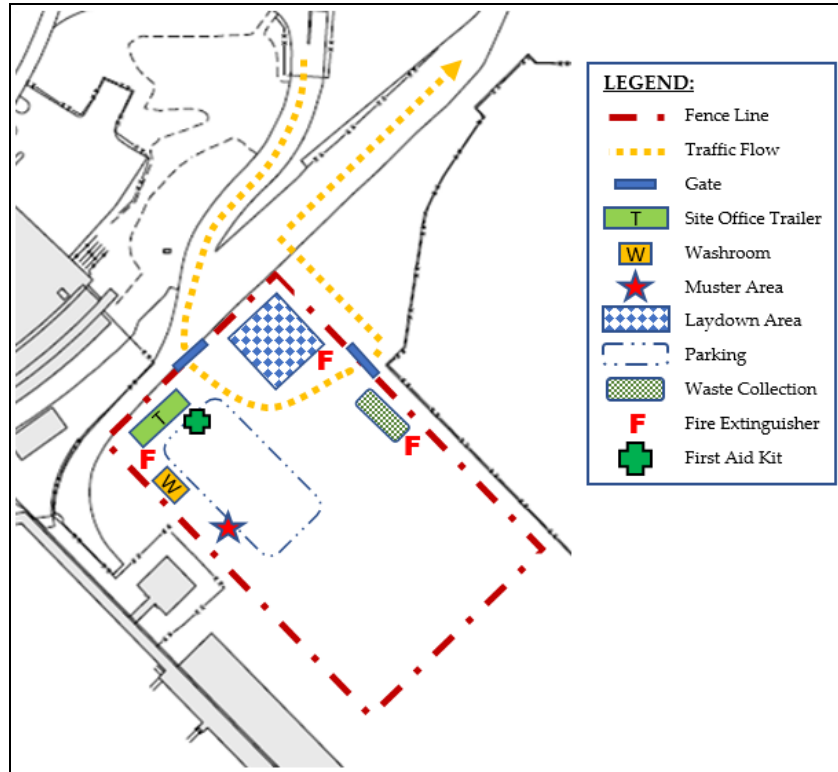 LEGEND:
Fence Line
Traffic Flow
Gate
T Site Office Trailer
W Washroom
Muster Area
Laydown Area
Parking
Waste Collection
F Fire Extinguisher
First Aid Kit
F
T
F
F
W